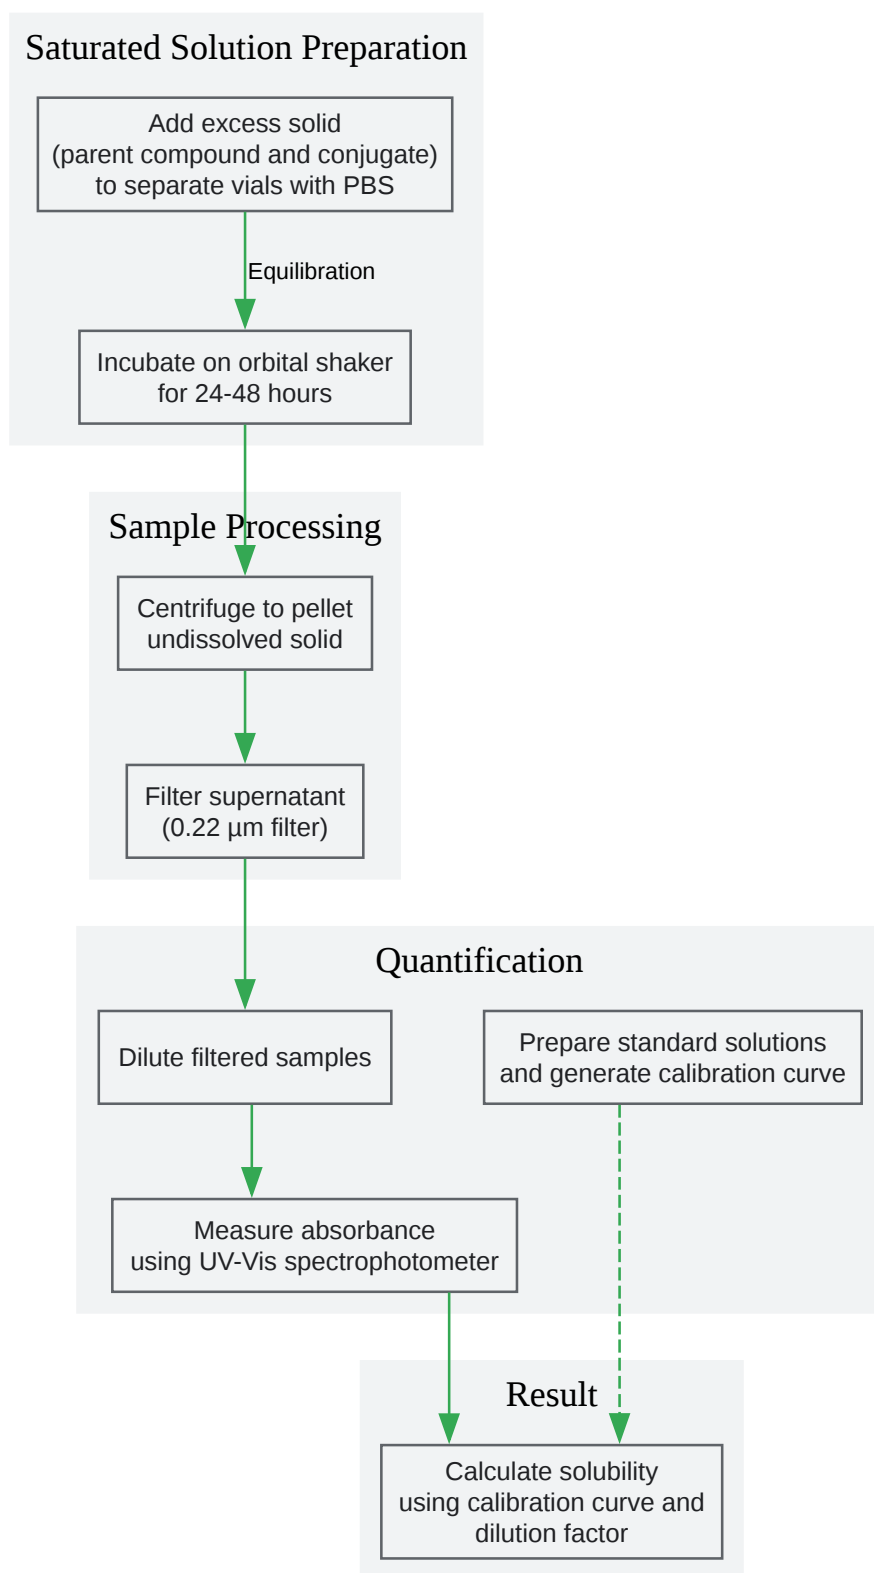 Saturated Solution Preparation
Add excess solid
(parent compound and conjugate)
to separate vials with PBS
Equilibration
Incubate on orbital shaker
for 24-48 hours
Sample Processing
Centrifuge to pellet
undissolved solid
Filter supernatant
(0.22 µm filter)
Quantification
Dilute filtered samples
Prepare standard solutions
and generate calibration curve
Measure absorbance
using UV-Vis spectrophotometer
Result
Calculate solubility
using calibration curve and
dilution factor